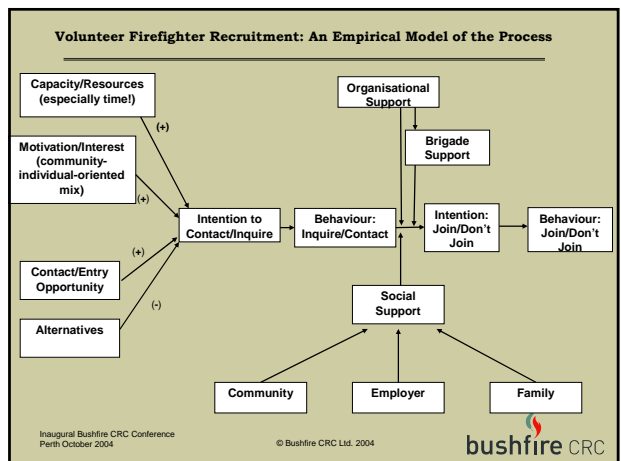 Volunteer Firefighter Recruitment: An Empirical Model of the Process
Capacity/Resources
(especially time!)
(+)
Motivation/Interest
(community-
individual-oriented
mix)
(+)
Contact/Entry
Opportunity
(+)
Alternatives
(-)
Intention to
Contact/Inquire
Behaviour:
Inquire/Contact
Organisational
Support
Brigade
Support
Intention:
Join/Don't
Join
Behaviour:
Join/Don't
Join
Social
Support
Community
Employer
Family
Inaugural Bushfire CRC Conference
Perth October 2004
© Bushfire CRC Ltd. 2004
bushfire CRC